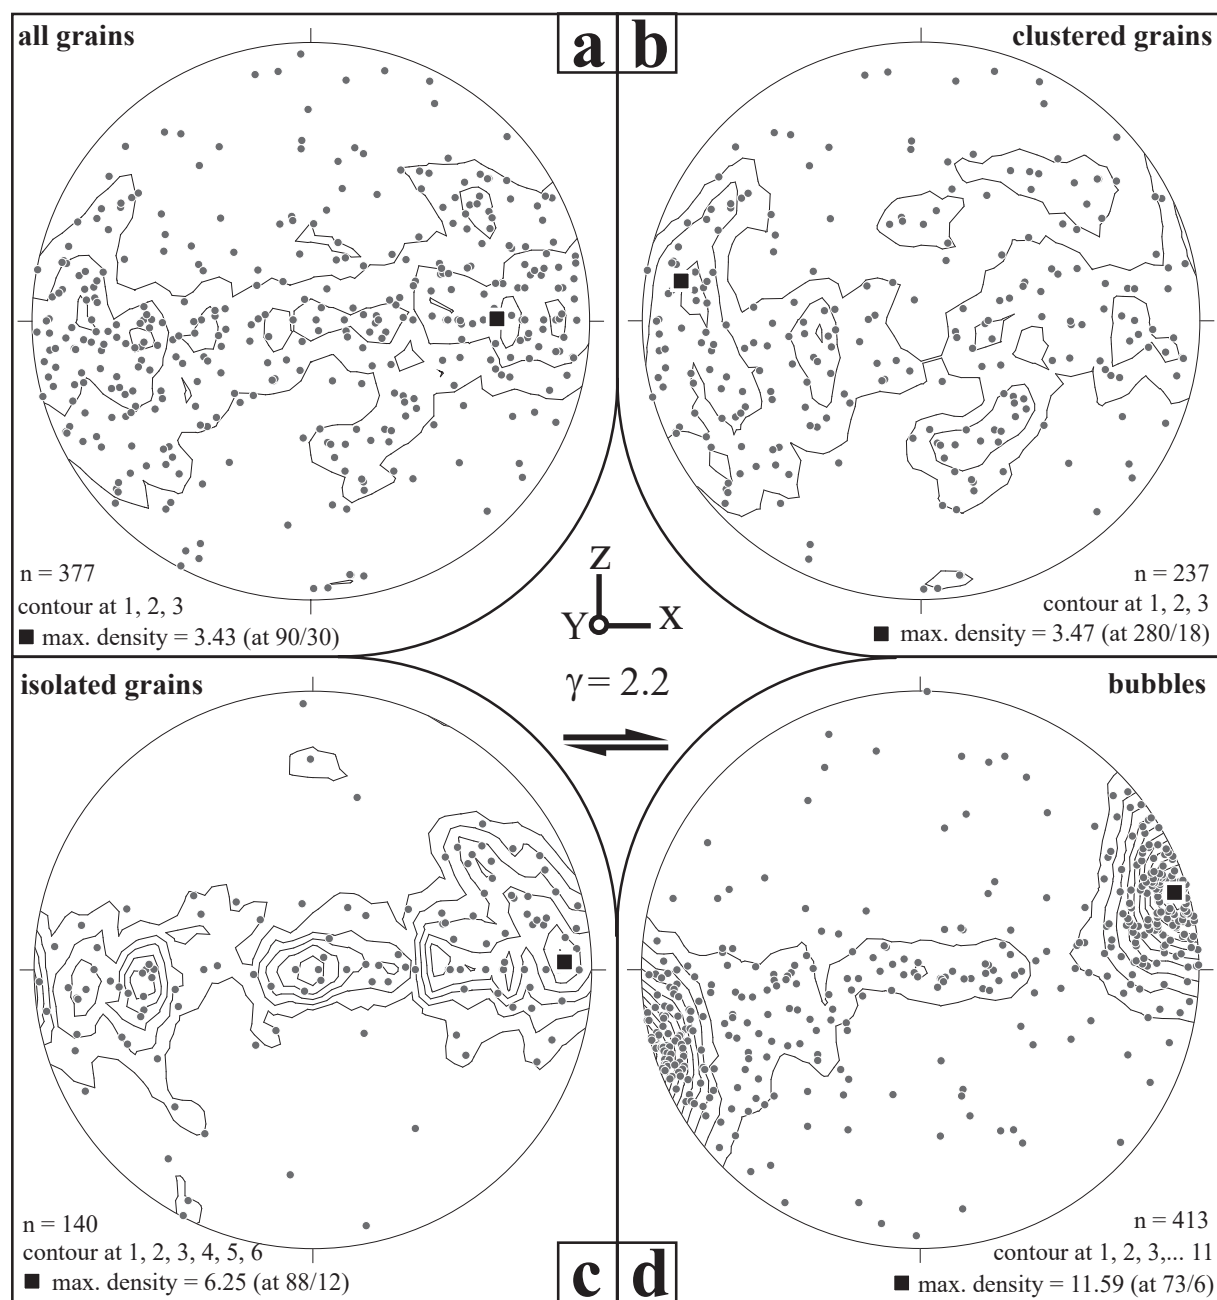 all grains
a
n = 377
contour at 1, 2, 3
max. density = 3.43 (at 90/30)
b
clustered grains
n = 237
contour at 1, 2, 3
max. density = 3.47 (at 280/18)
Z
Y
X
γ = 2.2
isolated grains
n = 140
contour at 1, 2, 3, 4, 5, 6
max. density = 6.25 (at 88/12)
c
bubbles
n = 413
contour at 1, 2, 3,... 11
max. density = 11.59 (at 73/6)
d